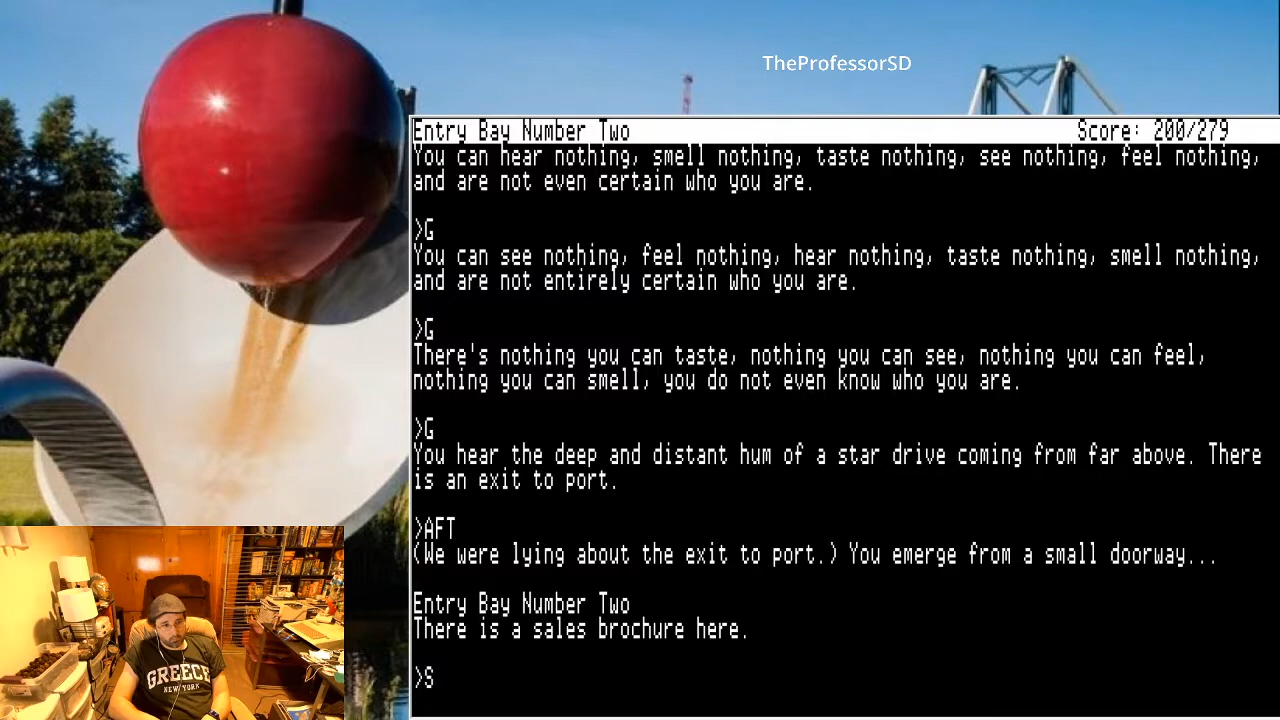 TheProfessorSD
Entry Bay Number Two Score: 200/279
You can hear nothing, smell nothing, taste nothing, see nothing, feel nothing,
and are not even certain who you are.
>G
You can see nothing, feel nothing, hear nothing, taste nothing, smell nothing,
and are not entirely certain who you are.
>G
There's nothing you can taste, nothing you can see, nothing you can feel,
nothing you can smell, you do not even know who you are.
>G
You hear the deep and distant hum of a star drive coming from far above. There
is an exit to port.
>AFT
(We were lying about the exit to port.) You emerge from a small doorway...
Entry Bay Number Two
There is a sales brochure here.
>S
GREECE
NEW YORK